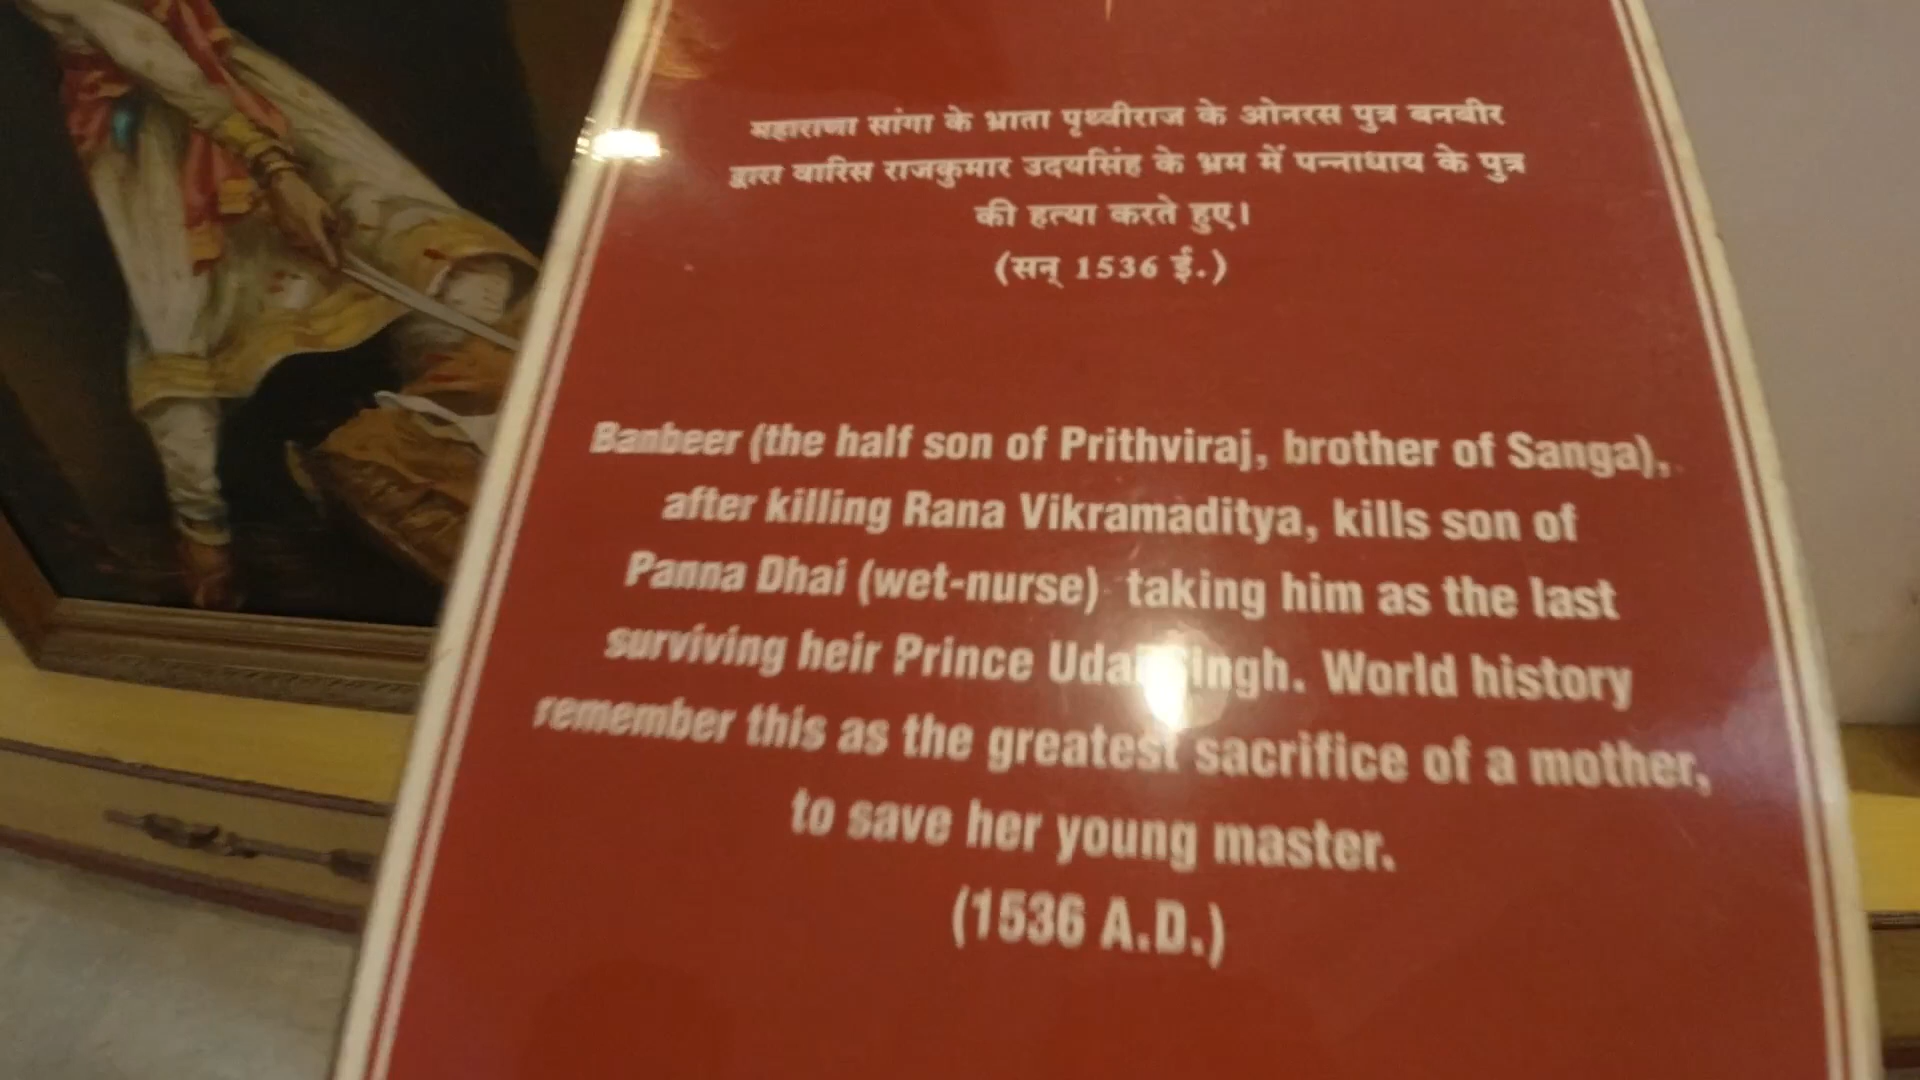 महाराणा सांगा के भ्राता पृथ्वीराज के ओनरस पुत्र बनबीर
द्वारा वारिस राजकुमार उदयसिंह के भ्रम में पन्नाधाय के पुत्र
की हत्या करते हुए।
(सन् 1536 ई.)
Banbeer (the half son of Prithviraj, brother of Sanga),
after killing Rana Vikramaditya, kills son of
Panna Dhai (wet-nurse) taking him as the last
surviving heir Prince Udai Singh. World history
remember this as the greatest sacrifice of a mother,
to save her young master.
(1536 A.D.)